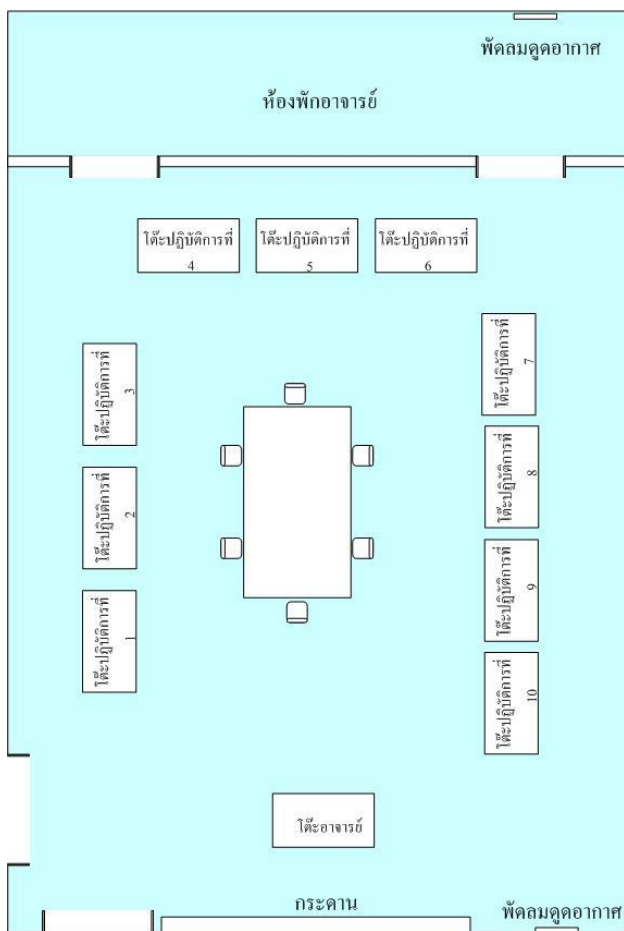 พัดลมดูดอากาศ
ห้องพักอาจารย์
โต๊ะปฏิบัติการที่
4
โต๊ะปฏิบัติการที่
5
โต๊ะปฏิบัติการที่
6
โต๊ะปฏิบัติการที่
3
โต๊ะปฏิบัติการที่
2
โต๊ะปฏิบัติการที่
1
โต๊ะปฏิบัติการที่
7
โต๊ะปฏิบัติการที่
8
โต๊ะปฏิบัติการที่
9
โต๊ะปฏิบัติการที่
10
โต๊ะอาจารย์
กระดาน
พัดลมดูดอากาศ